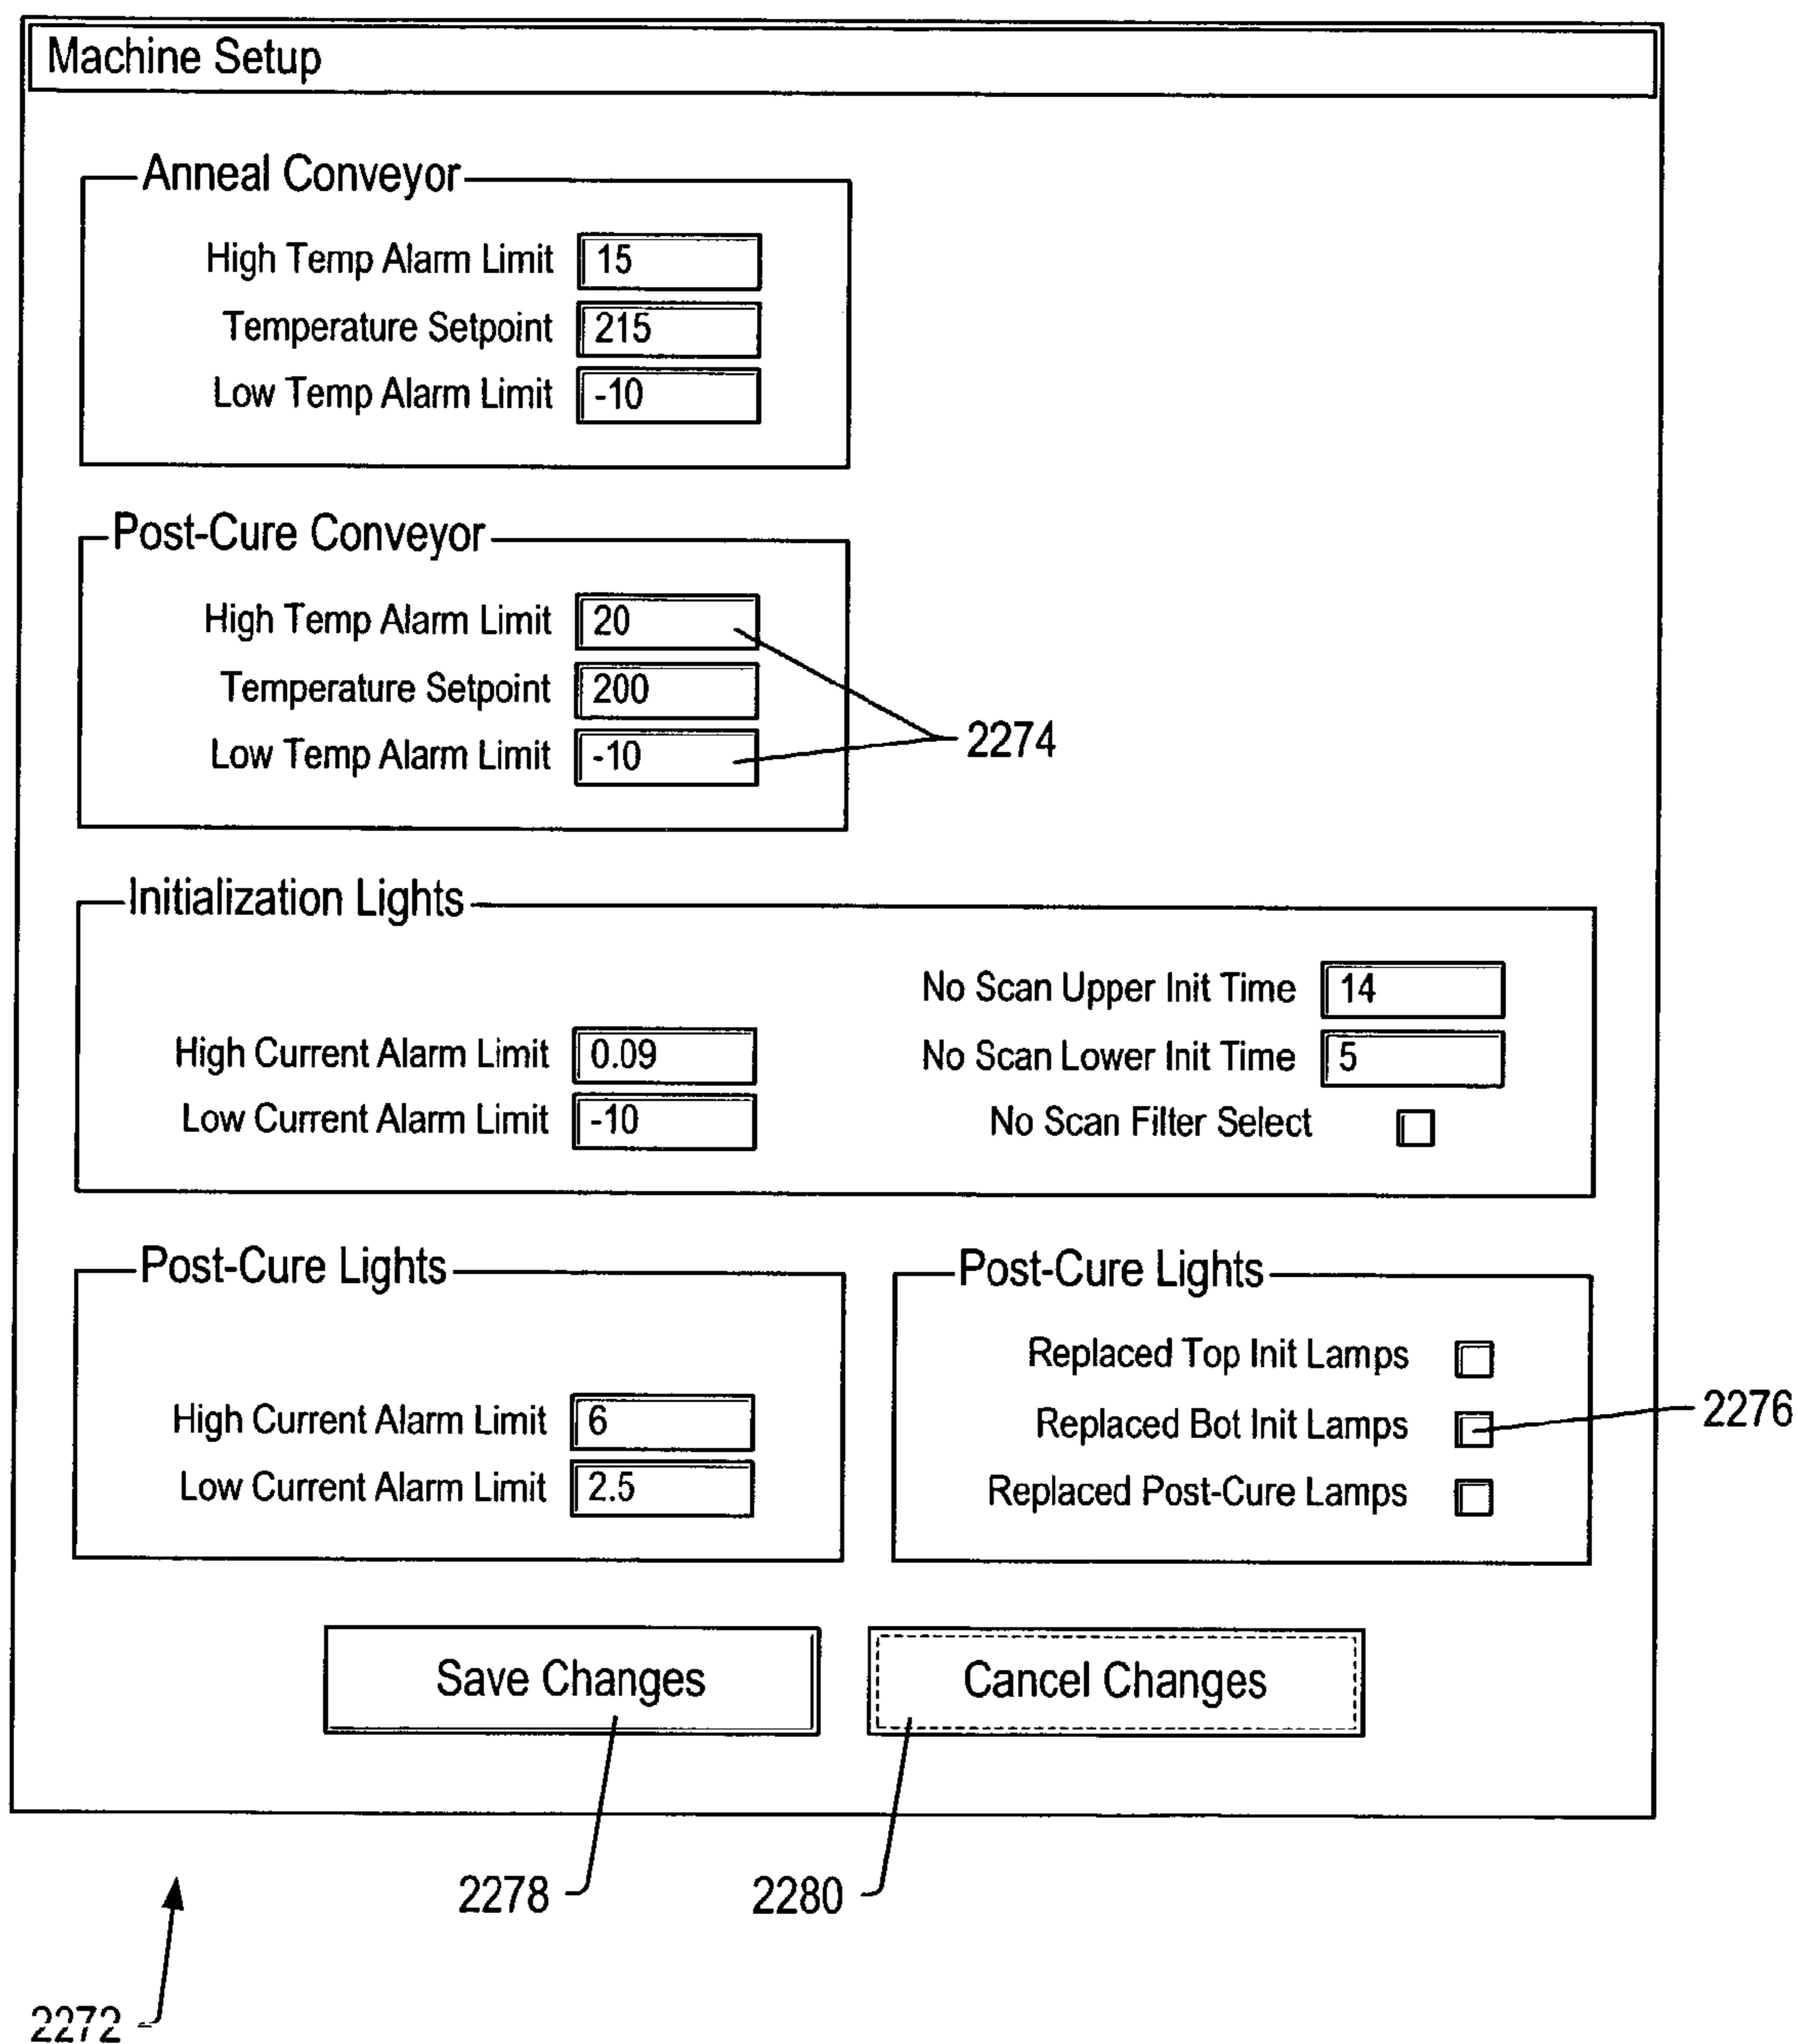 Machine Setup
Anneal Conveyor
High Temp Alarm Limit 15
Temperature Setpoint 215
Low Temp Alarm Limit -10
Post-Cure Conveyor
High Temp Alarm Limit 20
Temperature Setpoint 200
Low Temp Alarm Limit -10
2274
Initialization Lights
High Current Alarm Limit 0.09
Low Current Alarm Limit -10
No Scan Upper Init Time 14
No Scan Lower Init Time 5
No Scan Filter Select
Post-Cure Lights
High Current Alarm Limit 6
Low Current Alarm Limit 2.5
Post-Cure Lights
Replaced Top Init Lamps
Replaced Bot Init Lamps
Replaced Post-Cure Lamps
2276
Save Changes
Cancel Changes
2278
2280
2272